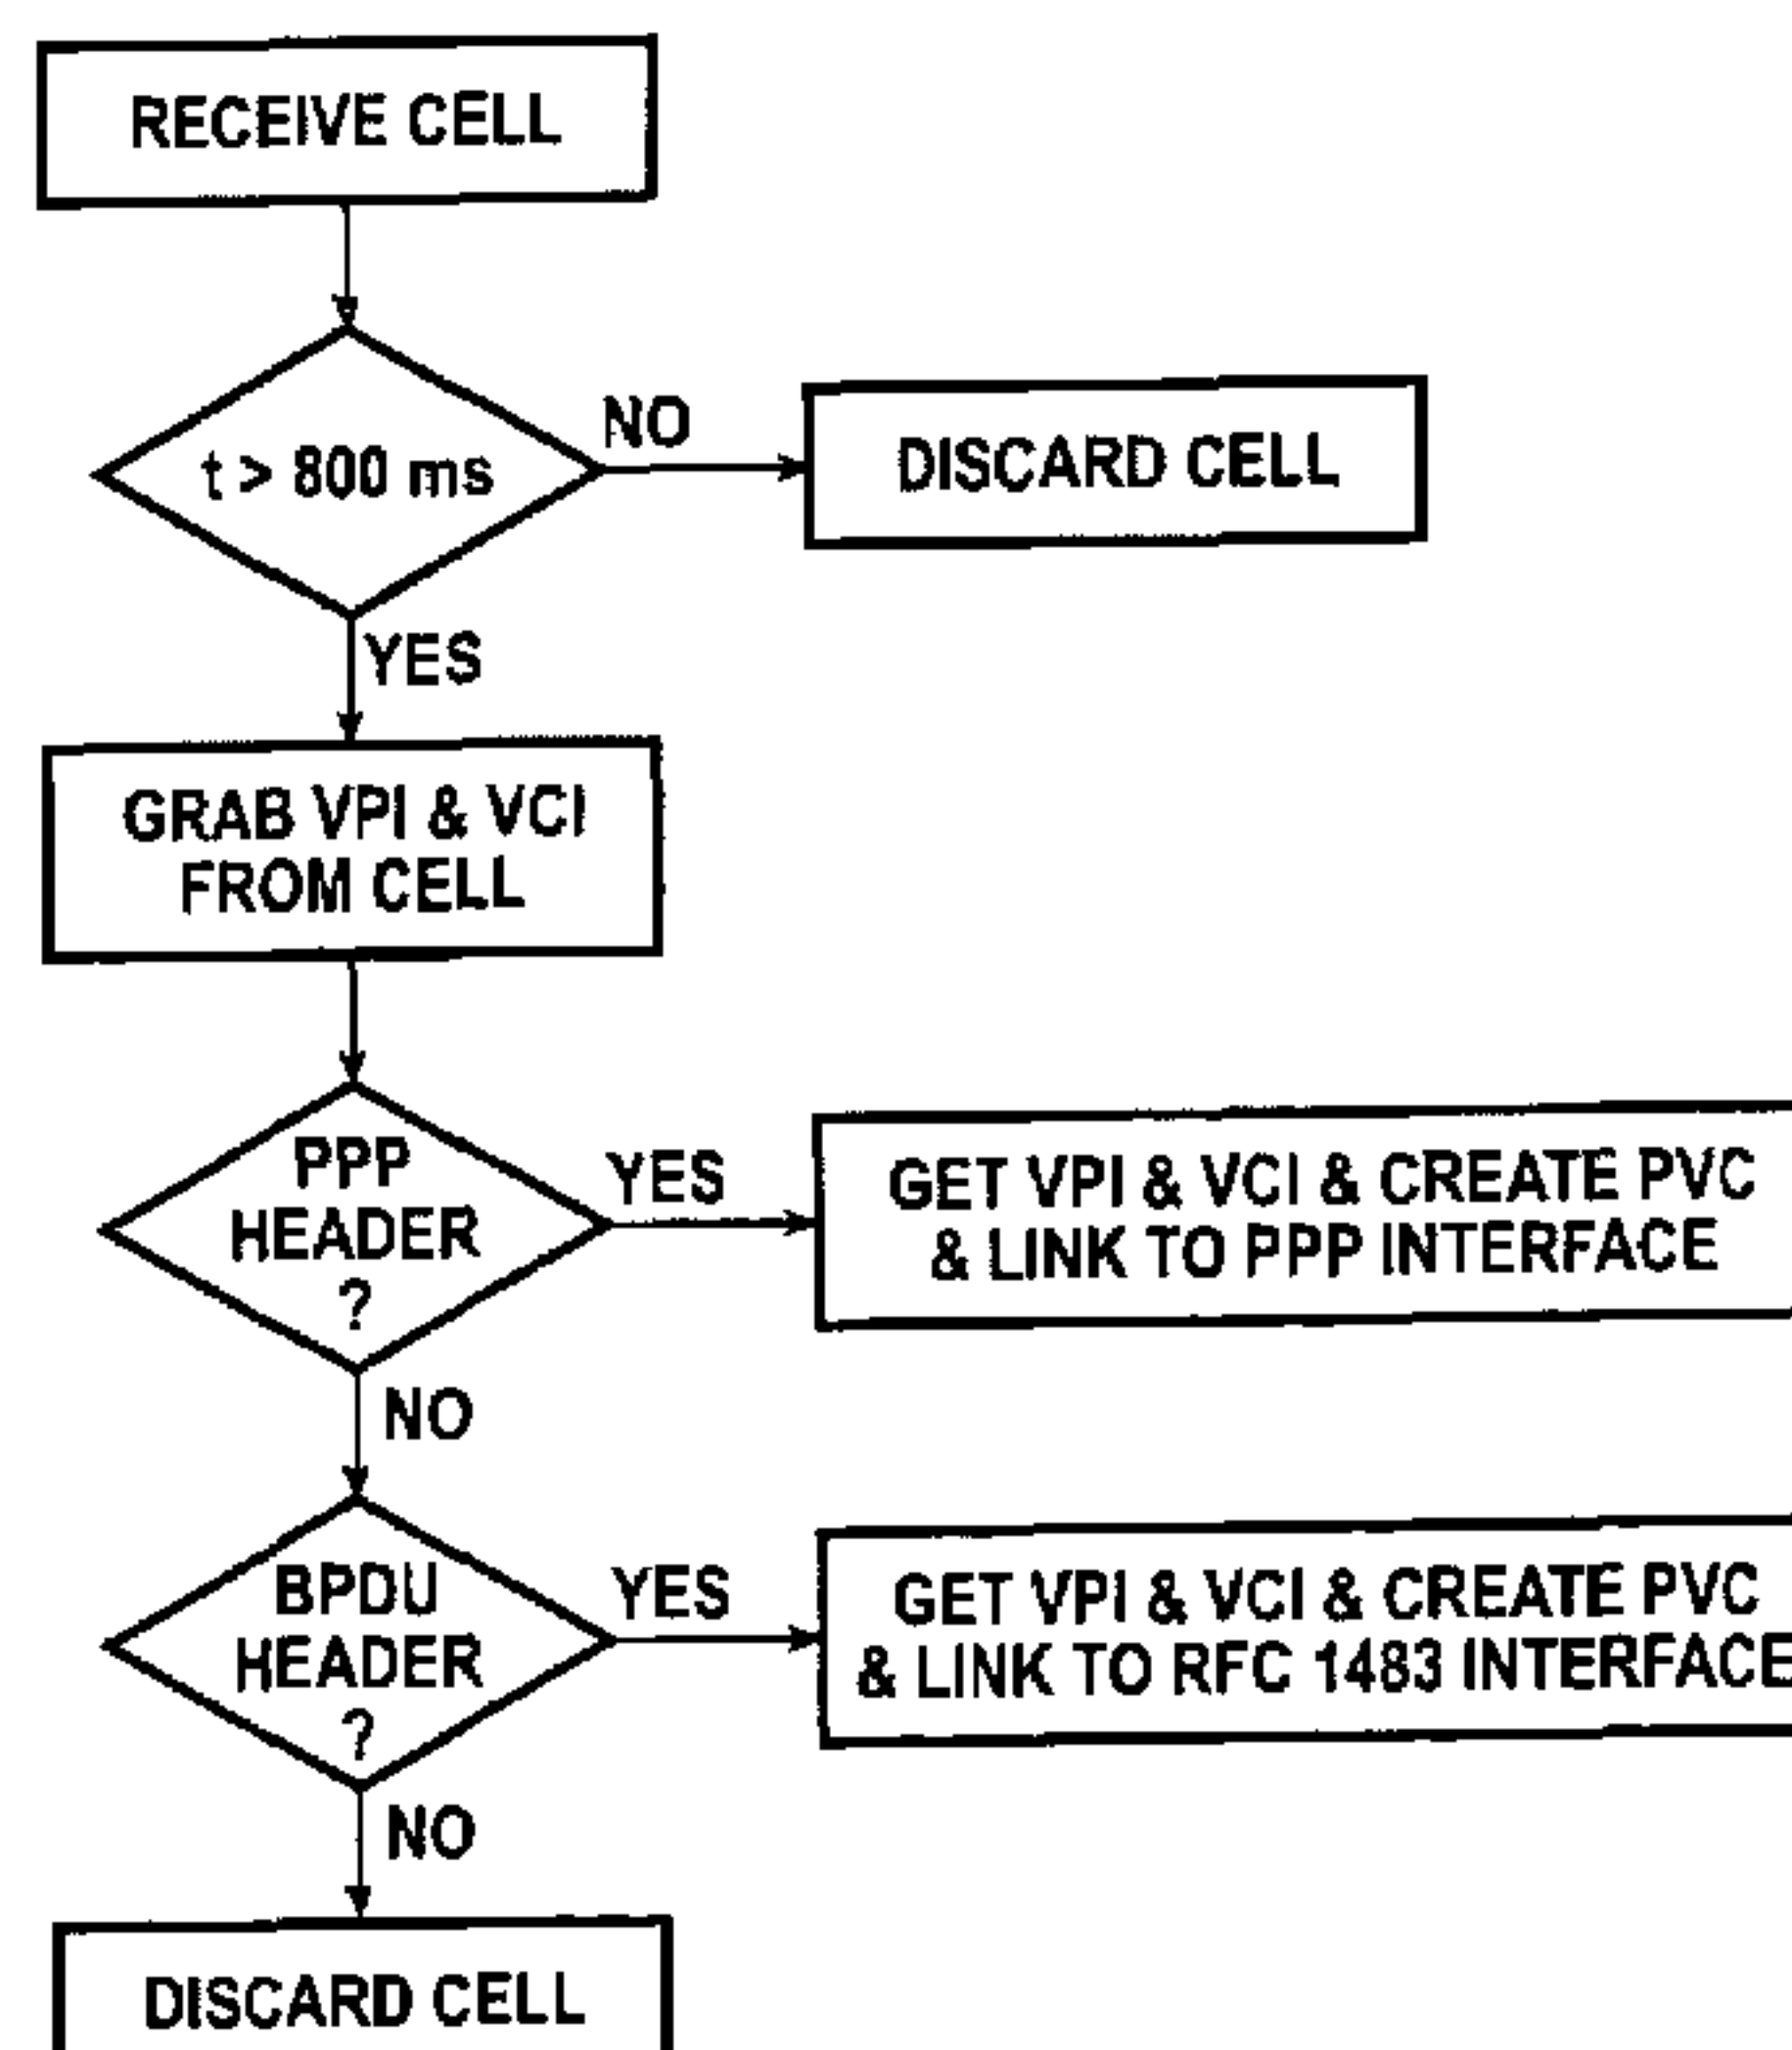 RECEIVE CELL
t > 800 ms
NO
DISCARD CELL
YES
GRAB VPI & VCI
FROM CELL
PPP
HEADER
?
YES
GET VPI & VCI & CREATE PVC
& LINK TO PPP INTERFACE
NO
BPDU
HEADER
?
YES
GET VPI & VCI & CREATE PVC
& LINK TO RFC 1483 INTERFACE
NO
DISCARD CELL